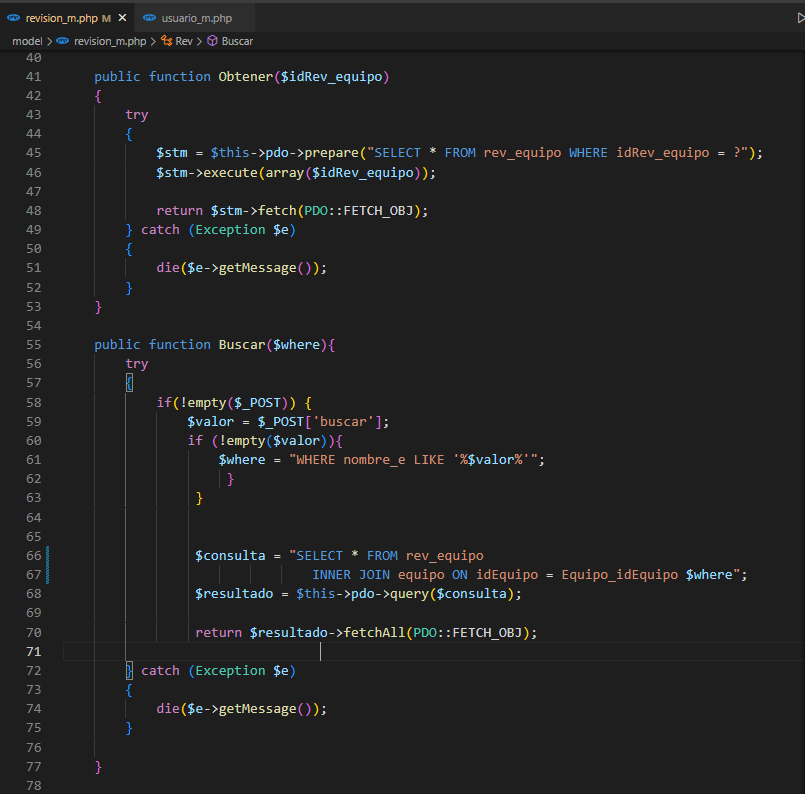 revision_m.php M ×
usuario_m.php
model > revision_m.php > Rev > Buscar
40
41 public function Obtener($idRev_equipo)
42 {
43 try
44 {
45 $stm = $this->pdo->prepare("SELECT * FROM rev_equipo WHERE idRev_equipo = ?");
46 $stm->execute(array($idRev_equipo));
47
48 return $stm->fetch(PDO::FETCH_OBJ);
49 } catch (Exception $e)
50 {
51 die($e->getMessage());
52 }
53 }
54
55 public function Buscar($where){
56 try
57 {
58 if(!empty($_POST)) {
59 $valor = $_POST['buscar'];
60 if (!empty($valor)){
61 $where = "WHERE nombre_e LIKE '%$valor%'";
62 }
63 }
64
65
66 $consulta = "SELECT * FROM rev_equipo
67 INNER JOIN equipo ON idEquipo = Equipo_idEquipo $where";
68 $resultado = $this->pdo->query($consulta);
69
70 return $resultado->fetchAll(PDO::FETCH_OBJ);
71
72 } catch (Exception $e)
73 {
74 die($e->getMessage());
75 }
76
77 }
78